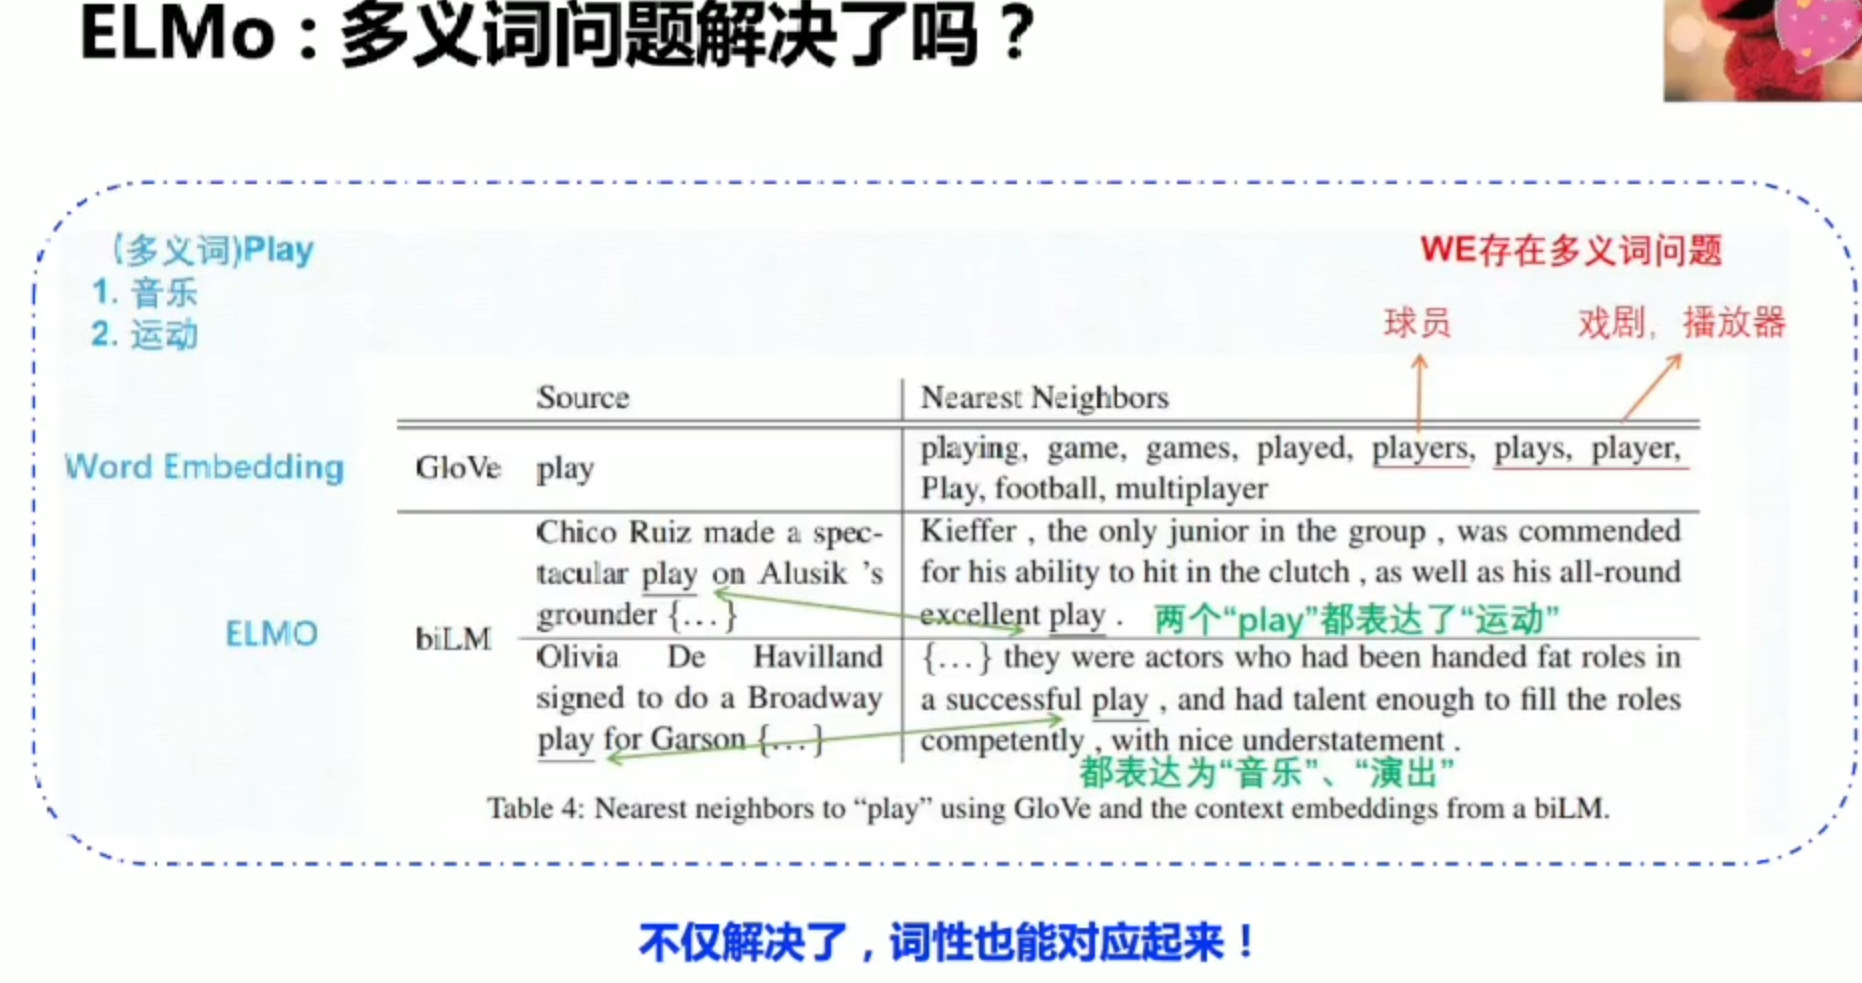 ELMo：多义词问题解决了吗？
(多义词)Play
1. 音乐
2. 运动
WE存在多义词问题
球员
戏剧，播放器
Source
Nearest Neighbors
Word Embedding
GloVe
play
playing, game, games, played, players, plays, player,
Play, football, multiplayer
ELMO
biLM
Chico Ruiz made a spec-
tacular play on Alusik 's
grounder {...}
Kieffer , the only junior in the group , was commended
for his ability to hit in the clutch , as well as his all-round
excellent play .
两个“play”都表达了“运动”
Olivia De Havilland
signed to do a Broadway
play for Garson {...}
{...} they were actors who had been handed fat roles in
a successful play , and had talent enough to fill the roles
competently , with nice understatement .
都表达为“音乐”、“演出”
Table 4: Nearest neighbors to “play” using GloVe and the context embeddings from a biLM.
不仅解决了，词性也能对应起来！